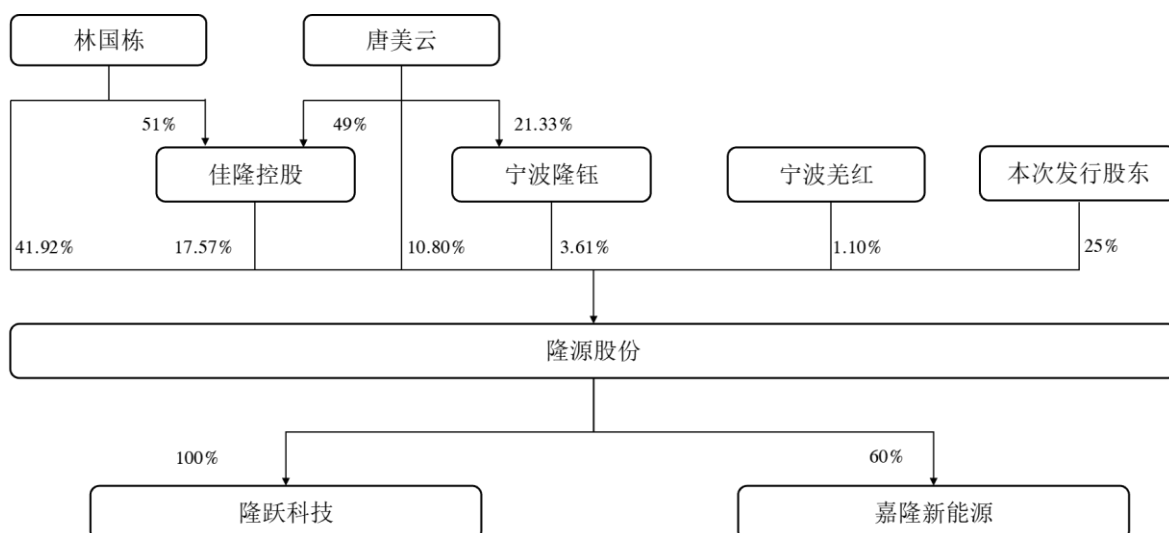 林国栋
唐美云
51%
49%
21.33%
佳隆控股
宁波隆钰
宁波羌红
本次发行股东
41.92%
17.57%
10.80%
3.61%
1.10%
25%
隆源股份
100%
60%
隆跃科技
嘉隆新能源